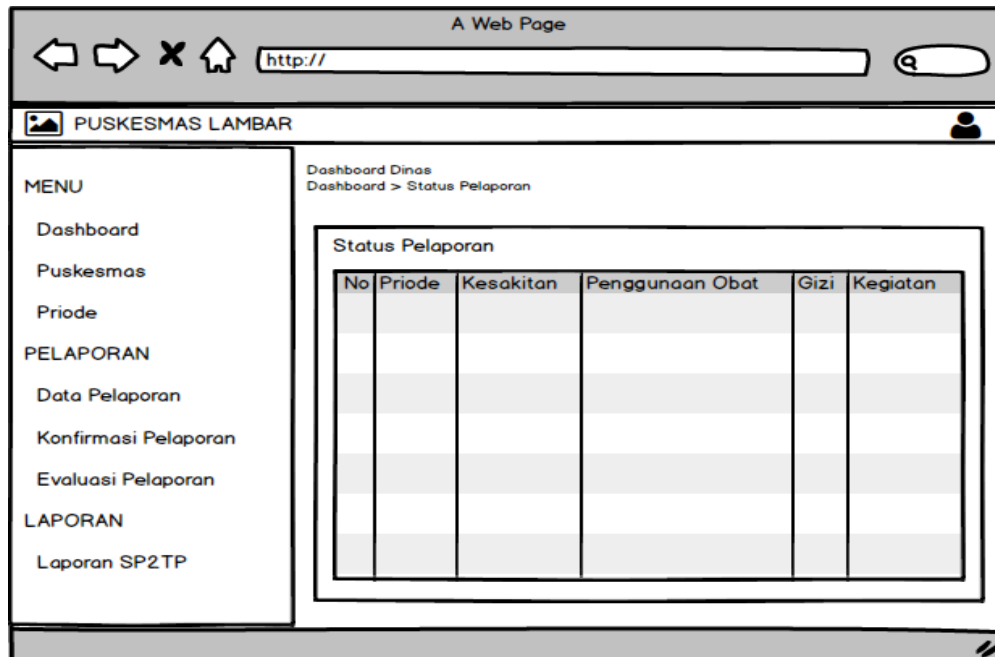 A Web Page
http://
PUSKESMAS LAMBAR
MENU
Dashboard
Puskesmas
Priode
PELAPORAN
Data Pelaporan
Konfirmasi Pelaporan
Evaluasi Pelaporan
LAPORAN
Laporan SP2TP
Dashboard Dinas
Dashboard > Status Pelaporan
Status Pelaporan
No Priode Kesakitan Penggunaan Obat Gizi Kegiatan